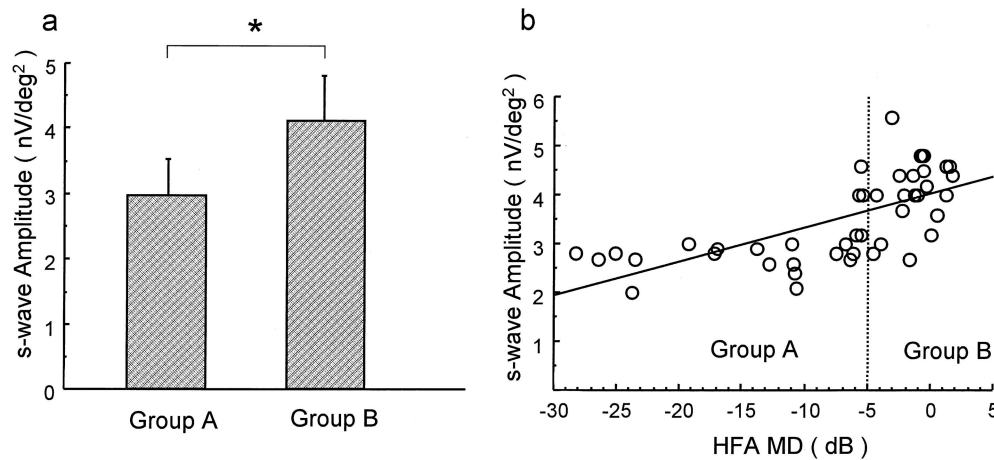 a
*
s-wave Amplitude ( nV/deg²)
5
4
3
2
1
0
Group A
Group B
b
s-wave Amplitude ( nV/deg²)
6
5
4
3
2
1
Group A
Group B
-30 -25 -20 -15 -10 -5 0 5
HFA MD ( dB )